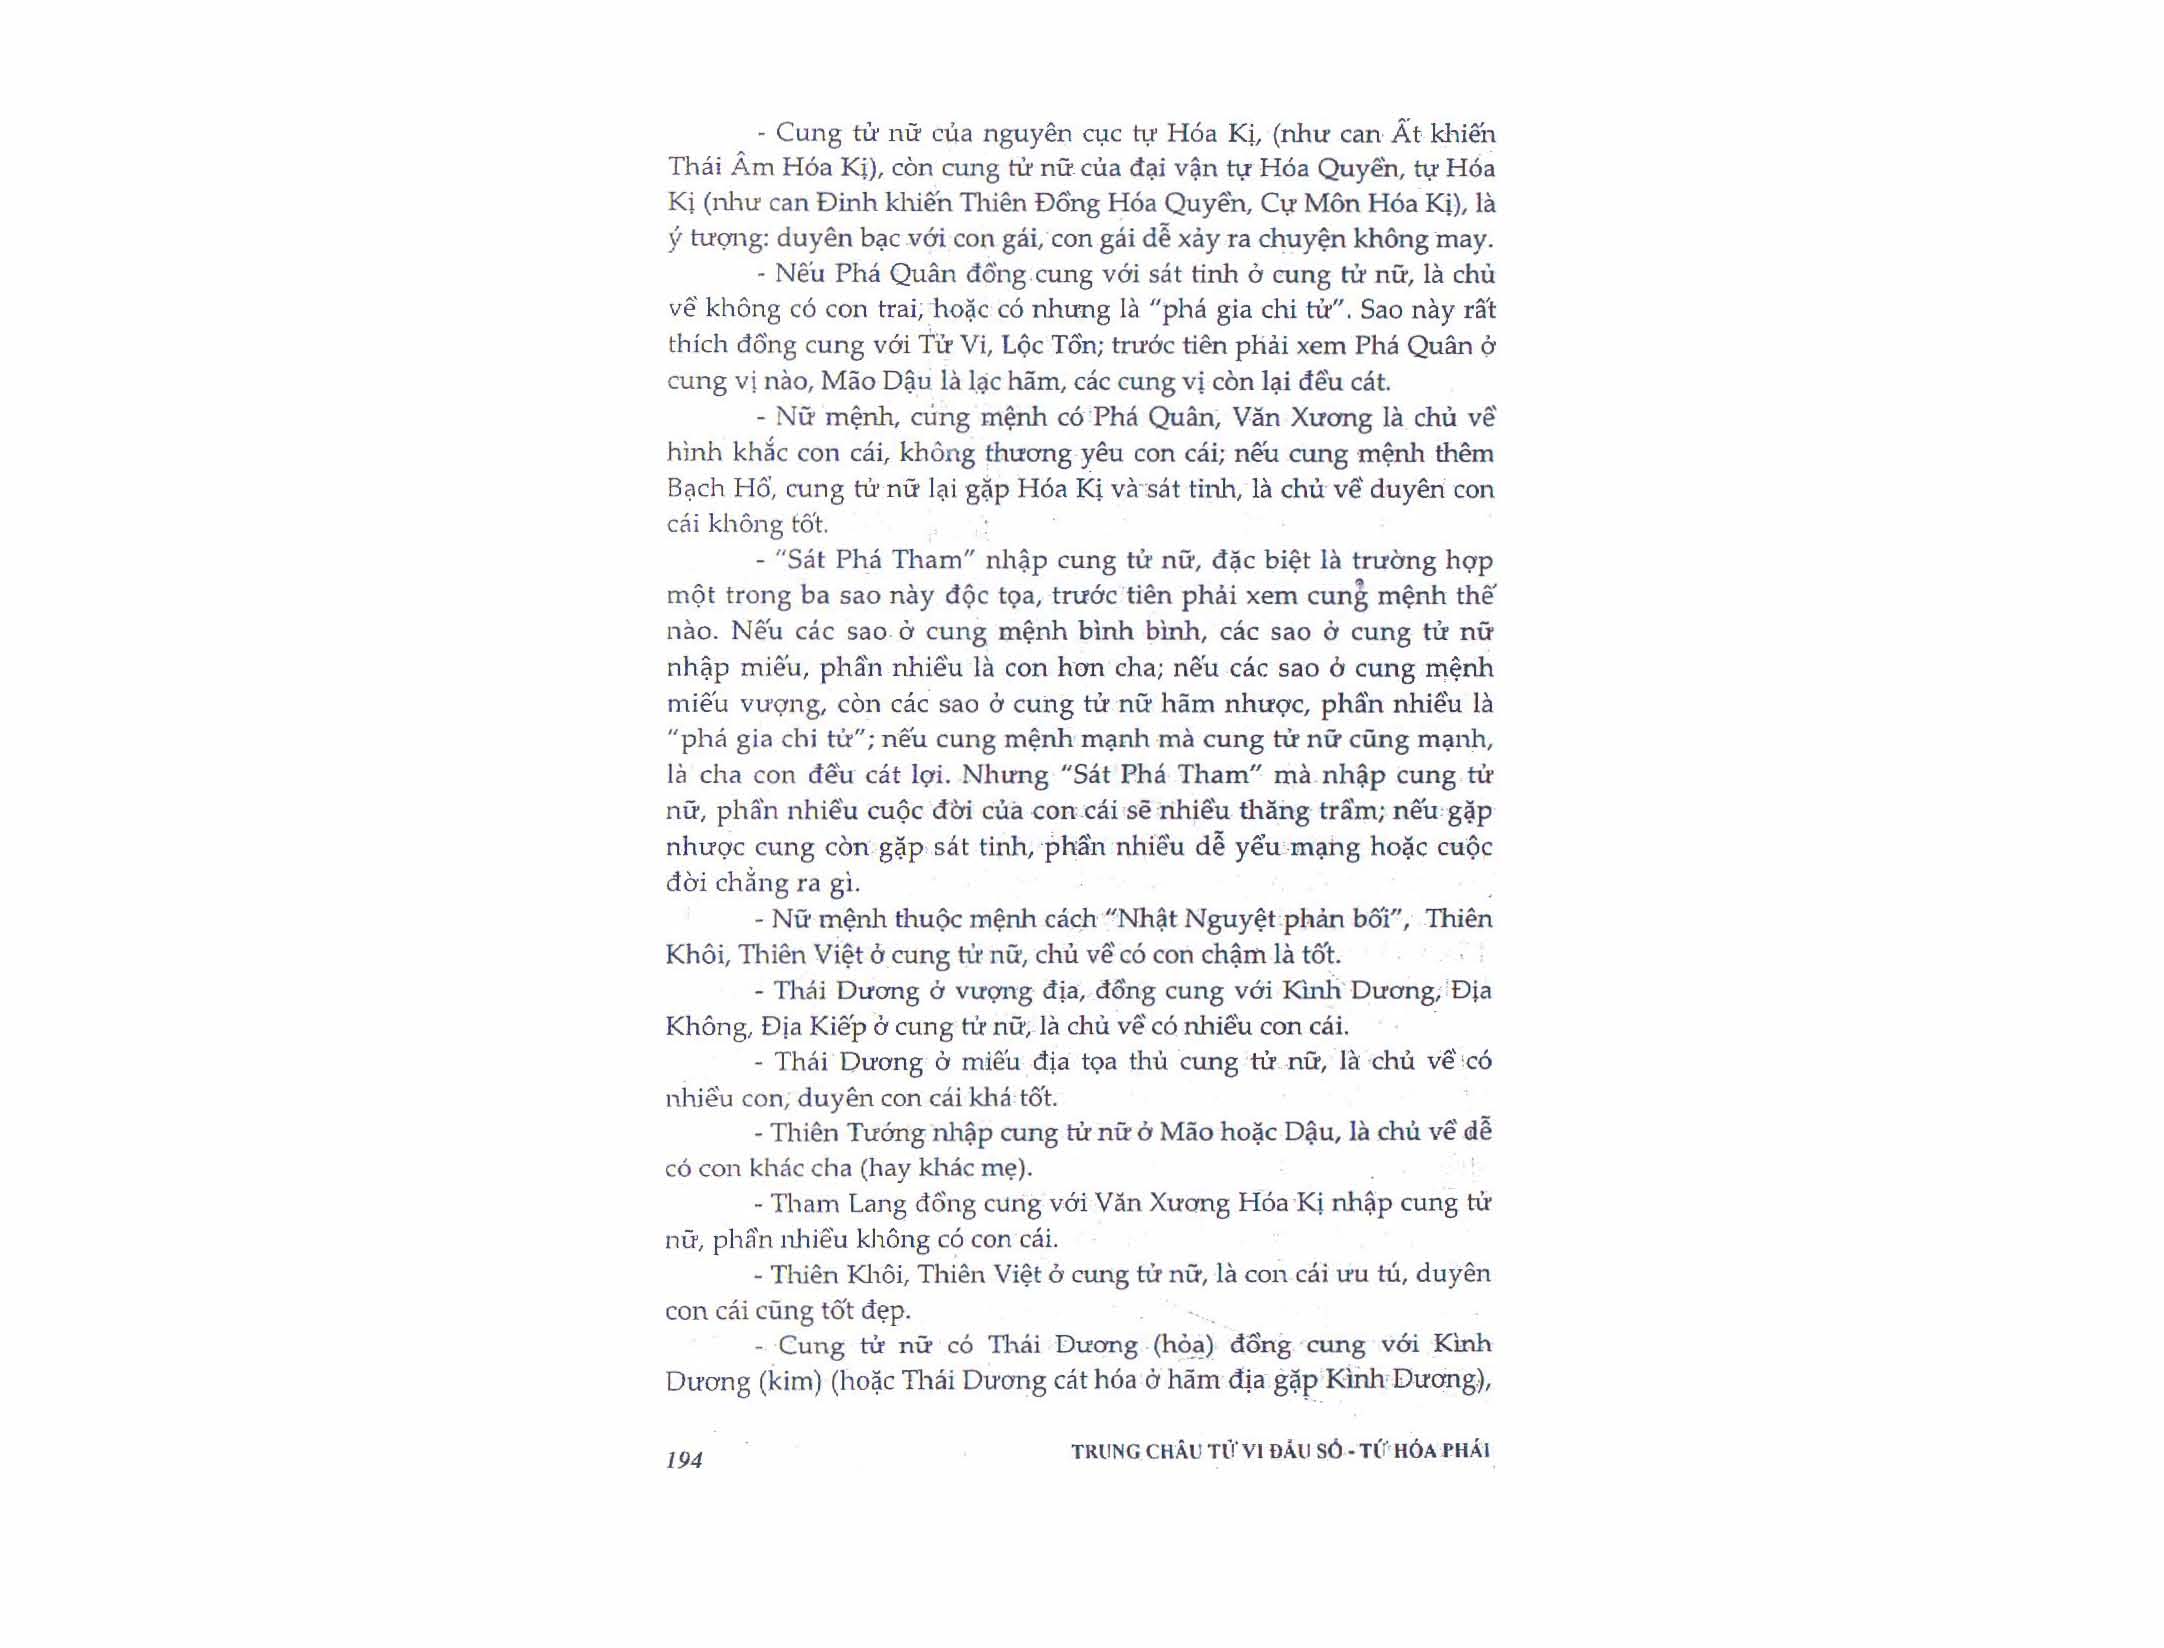 - Cung tử nữ của nguyên cục tự Hóa Kị, (như can Ất khiến
Thái Âm Hóa Kị), còn cung tử nữ của đại vận tự Hóa Quyền, tự Hóa
Kị (như can Đinh khiến Thiên Đồng Hóa Quyền, Cự Môn Hóa Kị), là
ý tượng: duyên bạc với con gái, con gái dễ xảy ra chuyện không may.
- Nếu Phá Quân đồng cung với sát tinh ở cung tử nữ, là chủ
về không có con trai; hoặc có nhưng là "phá gia chi tử". Sao này rất
thích đồng cung với Tử Vi, Lộc Tồn; trước tiên phải xem Phá Quân ở
cung vị nào, Mão Dậu là lạc hãm, các cung vị còn lại đều cát.
- Nữ mệnh, cung mệnh có Phá Quân, Văn Xương là chủ về
hình khắc con cái, không thương yêu con cái; nếu cung mệnh thêm
Bạch Hổ, cung tử nữ lại gặp Hóa Kị và sát tinh, là chủ về duyên con
cái không tốt.
- "Sát Phá Tham" nhập cung tử nữ, đặc biệt là trường hợp
một trong ba sao này độc tọa, trước tiên phải xem cung mệnh thế
nào. Nếu các sao ở cung mệnh bình bình, các sao ở cung tử nữ
nhập miếu, phần nhiều là con hơn cha; nếu các sao ở cung mệnh
miếu vượng, còn các sao ở cung tử nữ hãm nhược, phần nhiều là
"phá gia chi tử"; nếu cung mệnh mạnh mà cung tử nữ cũng mạnh,
là cha con đều cát lợi. Nhưng "Sát Phá Tham" mà nhập cung tử
nữ, phần nhiều cuộc đời của con cái sẽ nhiều thăng trầm; nếu gặp
nhược cung còn gặp sát tinh, phần nhiều dễ yểu mạng hoặc cuộc
đời chẳng ra gì.
- Nữ mệnh thuộc mệnh cách "Nhật Nguyệt phản bối", Thiên
Khôi, Thiên Việt ở cung tử nữ, chủ về có con chậm là tốt.
- Thái Dương ở vượng địa, đồng cung với Kình Dương, Địa
Không, Địa Kiếp ở cung tử nữ, là chủ về có nhiều con cái.
- Thái Dương ở miếu địa tọa thủ cung tử nữ, là chủ về có
nhiều con, duyên con cái khá tốt.
- Thiên Tướng nhập cung tử nữ ở Mão hoặc Dậu, là chủ về dễ
có con khác cha (hay khác mẹ).
- Tham Lang đồng cung với Văn Xương Hóa Kị nhập cung tử
nữ, phần nhiều không có con cái.
- Thiên Khôi, Thiên Việt ở cung tử nữ, là con cái ưu tú, duyên
con cái cũng tốt đẹp.
- Cung tử nữ có Thái Dương (hỏa) đồng cung với Kình
Dương (kim) (hoặc Thái Dương cát hóa ở hãm địa gặp Kình Dương),
194 TRUNG CHÂU TỬ VI ĐẨU SỐ - TỨ HÓA PHÁI